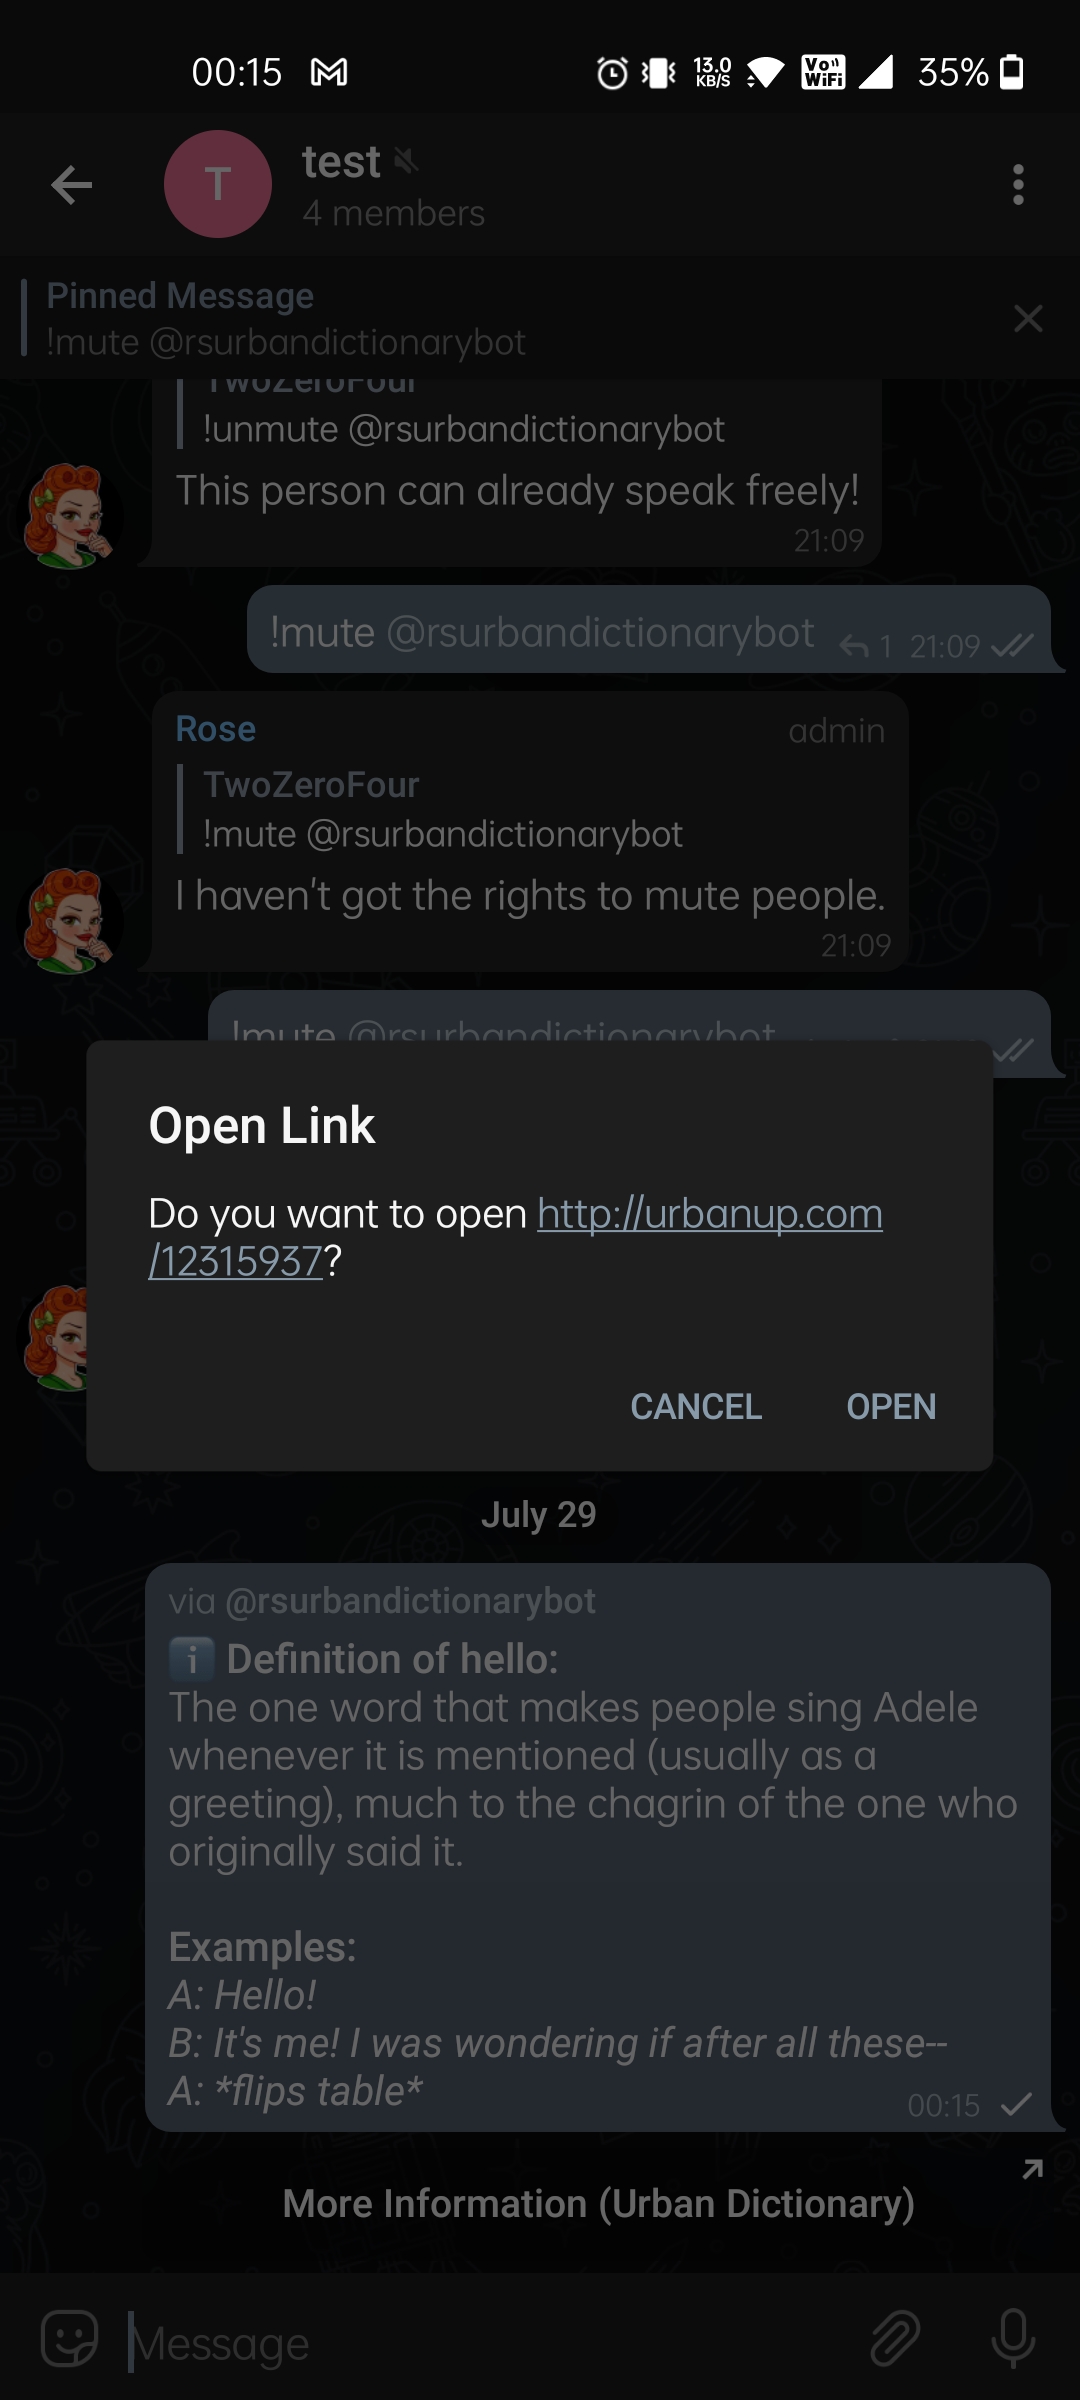 00:15
13.0
KB/S
Vo
WiFi
35%
T
test
4 members
Pinned Message
!mute @rsurbandictionarybot
TwoZeroFour
!unmute @rsurbandictionarybot
This person can already speak freely!
21:09
!mute @rsurbandictionarybot
1 21:09
Rose admin
TwoZeroFour
!mute @rsurbandictionarybot
I haven't got the rights to mute people.
21:09
!mute @rsurbandictionarybot
Open Link
Do you want to open http://urbanup.com
/12315937?
CANCEL OPEN
July 29
via @rsurbandictionarybot
i Definition of hello:
The one word that makes people sing Adele
whenever it is mentioned (usually as a
greeting), much to the chagrin of the one who
originally said it.
Examples:
A: Hello!
B: It's me! I was wondering if after all these--
A: *flips table*
00:15
More Information (Urban Dictionary)
Message